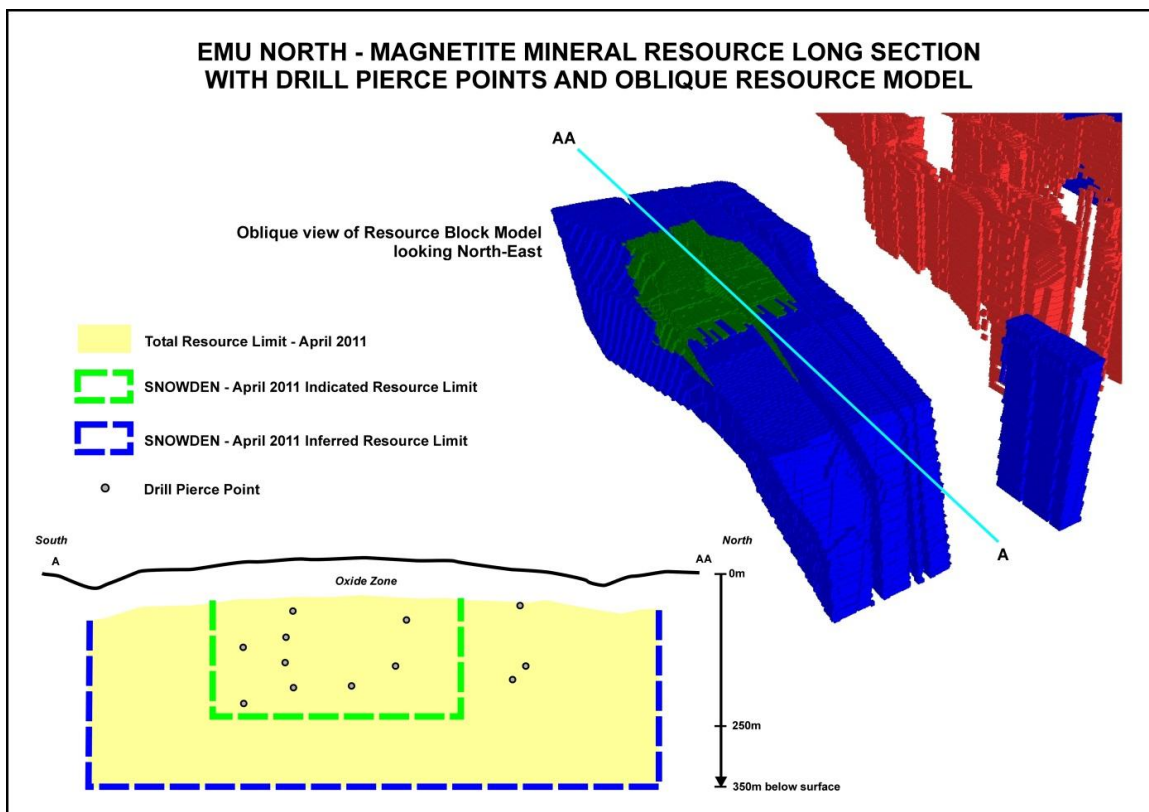 EMU NORTH - MAGNETITE MINERAL RESOURCE LONG SECTION
WITH DRILL PIERCE POINTS AND OBLIQUE RESOURCE MODEL
AA
Oblique view of Resource Block Model
looking North-East
Total Resource Limit - April 2011
SNOWDEN - April 2011 Indicated Resource Limit
SNOWDEN - April 2011 Inferred Resource Limit
Drill Pierce Point
A
South
A
North
AA
0m
Oxide Zone
250m
350m below surface